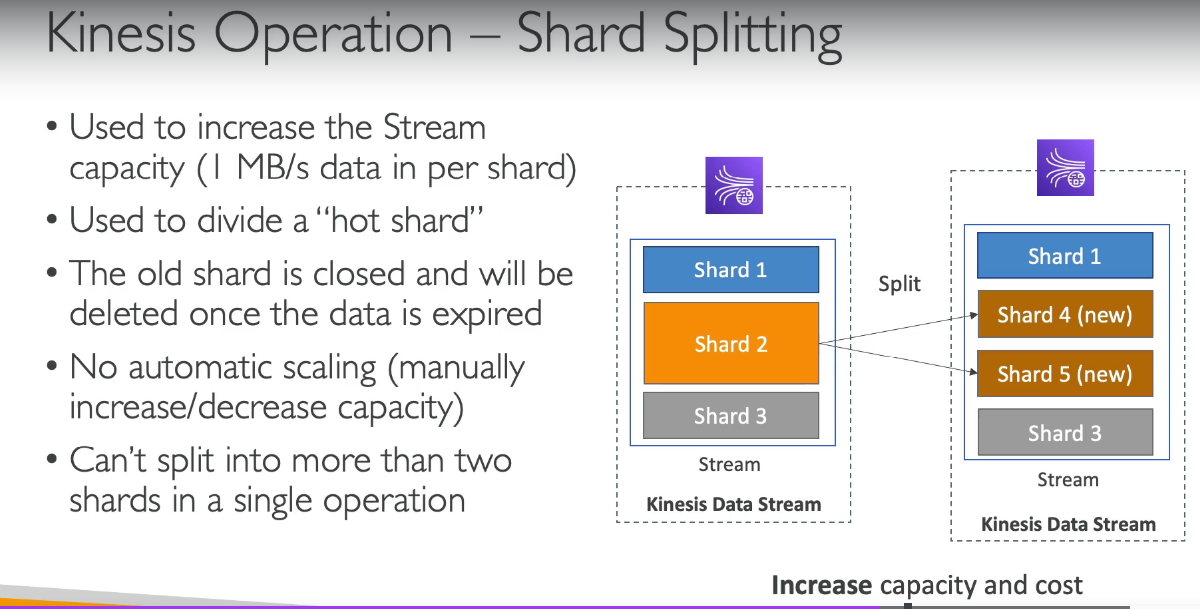 Kinesis Operation – Shard Splitting
• Used to increase the Stream
capacity (1 MB/s data in per shard)
• Used to divide a “hot shard”
• The old shard is closed and will be
deleted once the data is expired
• No automatic scaling (manually
increase/decrease capacity)
• Can’t split into more than two
shards in a single operation
Shard 1
Shard 2
Shard 3
Stream
Kinesis Data Stream
Split
Shard 1
Shard 4 (new)
Shard 5 (new)
Shard 3
Stream
Kinesis Data Stream
Increase capacity and cost